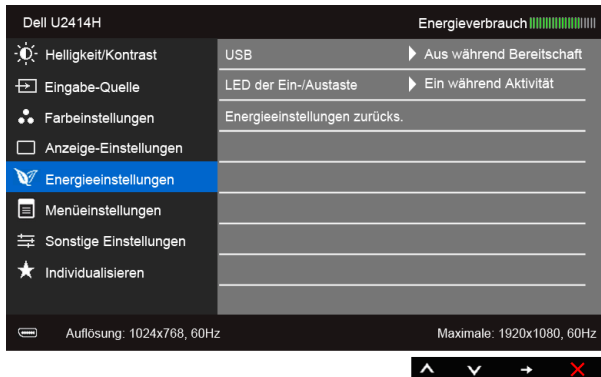 Dell U2414H Energieverbrauch
Helligkeit/Kontrast USB Aus während Bereitschaft
Eingabe-Quelle LED der Ein-/Austaste Ein während Aktivität
Farbeinstellungen Energieeinstellungen zurücks.
Anzeige-Einstellungen
Energieeinstellungen
Menüeinstellungen
Sonstige Einstellungen
Individualisieren
Auflösung: 1024x768, 60Hz Maximale: 1920x1080, 60Hz